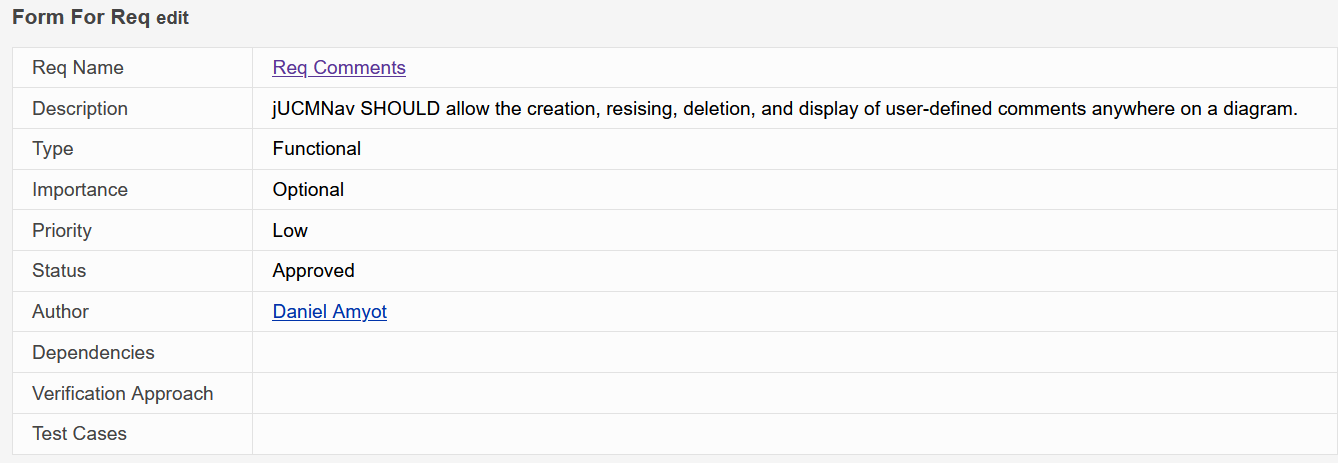 Form For Req edit
Req Name Req Comments
Description jUCMNav SHOULD allow the creation, resising, deletion, and display of user-defined comments anywhere on a diagram.
Type Functional
Importance Optional
Priority Low
Status Approved
Author Daniel Amyot
Dependencies
Verification Approach
Test Cases